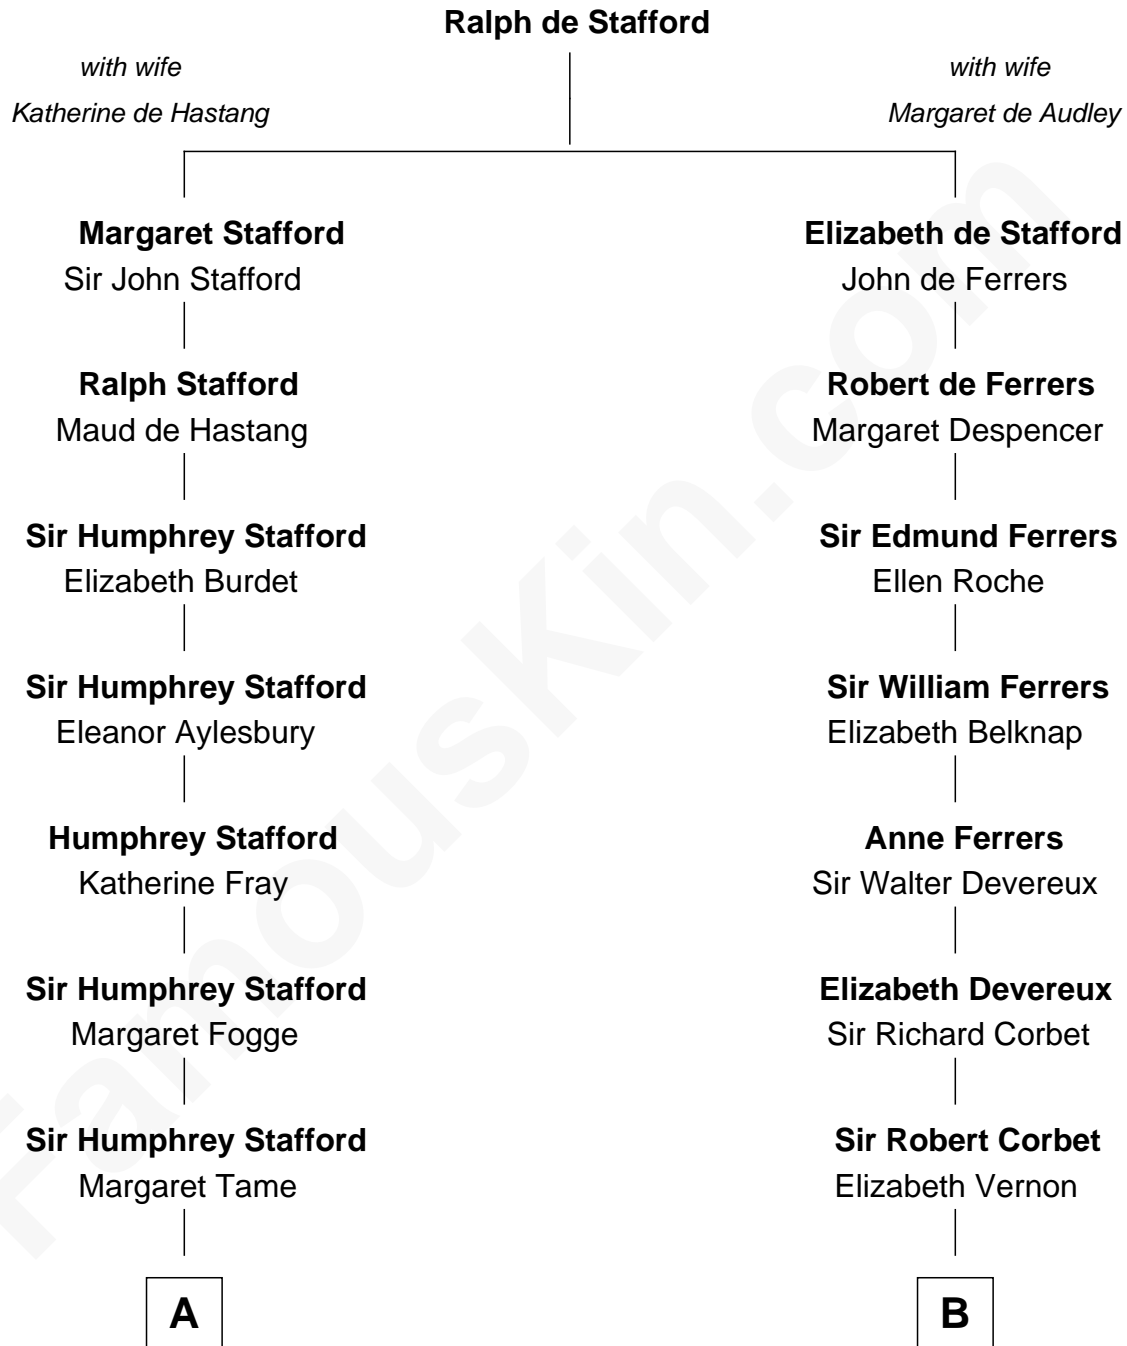 Ralph de Stafford
with wife
Katherine de Hastang
with wife
Margaret de Audley
Margaret Stafford
Sir John Stafford
Elizabeth de Stafford
John de Ferrers
Ralph Stafford
Maud de Hastang
Robert de Ferrers
Margaret Despencer
Sir Humphrey Stafford
Elizabeth Burdet
Sir Edmund Ferrers
Ellen Roche
Sir Humphrey Stafford
Eleanor Aylesbury
Sir William Ferrers
Elizabeth Belknap
Humphrey Stafford
Katherine Fray
Anne Ferrers
Sir Walter Devereux
Sir Humphrey Stafford
Margaret Fogge
Elizabeth Devereux
Sir Richard Corbet
Sir Humphrey Stafford
Margaret Tame
Sir Robert Corbet
Elizabeth Vernon
A
B
FamousKin.com